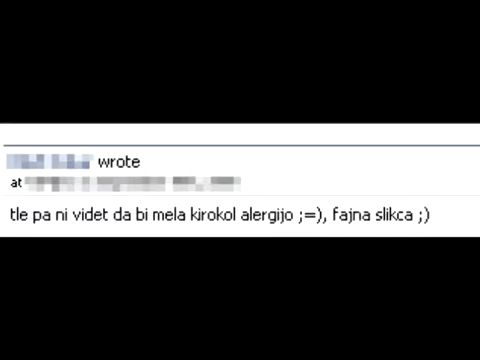 wrote
at
tle pa ni videt da bi mela kirokol alergijo ;=), fajna slikca ;)